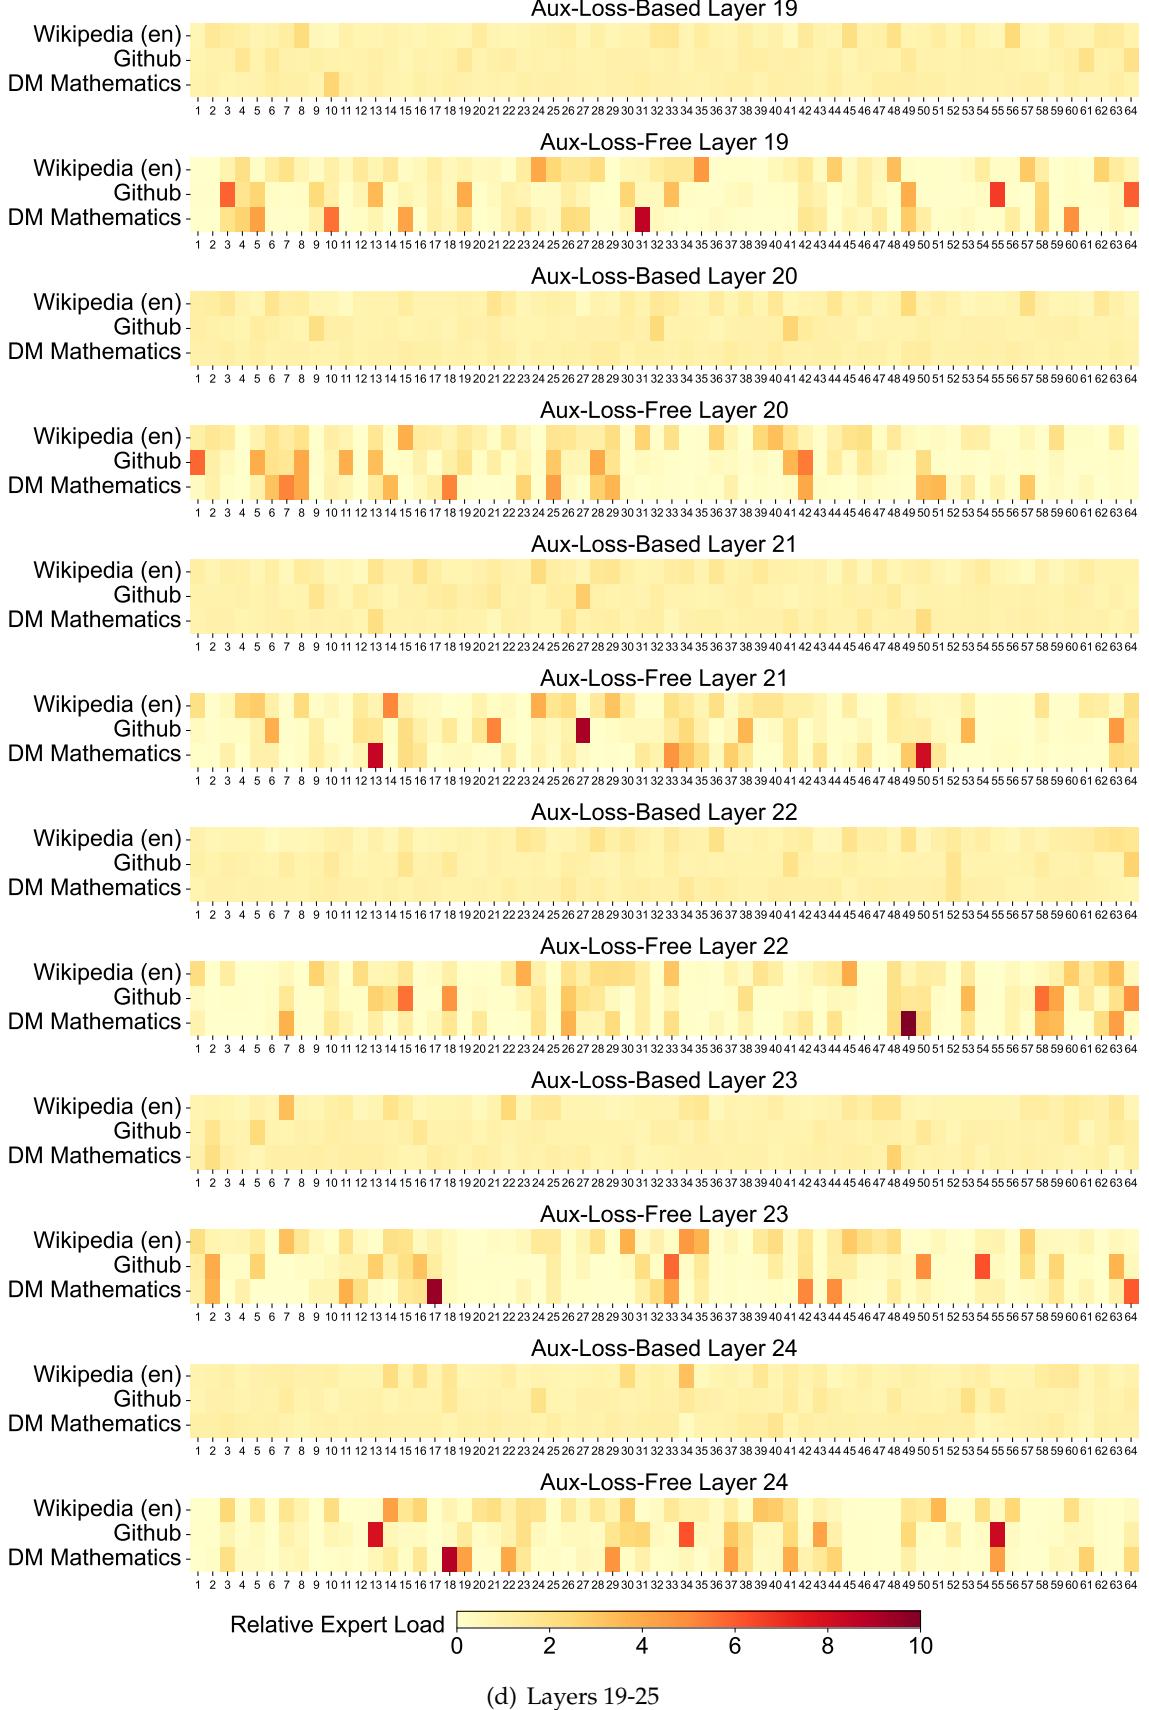 Aux-Loss-Based Layer 19
Wikipedia (en)
Github
DM Mathematics
1 2 3 4 5 6 7 8 9 10 11 12 13 14 15 16 17 18 19 20 21 22 23 24 25 26 27 28 29 30 31 32 33 34 35 36 37 38 39 40 41 42 43 44 45 46 47 48 49 50 51 52 53 54 55 56 57 58 59 60 61 62 63 64
Aux-Loss-Free Layer 19
Wikipedia (en)
Github
DM Mathematics
1 2 3 4 5 6 7 8 9 10 11 12 13 14 15 16 17 18 19 20 21 22 23 24 25 26 27 28 29 30 31 32 33 34 35 36 37 38 39 40 41 42 43 44 45 46 47 48 49 50 51 52 53 54 55 56 57 58 59 60 61 62 63 64
Aux-Loss-Based Layer 20
Wikipedia (en)
Github
DM Mathematics
1 2 3 4 5 6 7 8 9 10 11 12 13 14 15 16 17 18 19 20 21 22 23 24 25 26 27 28 29 30 31 32 33 34 35 36 37 38 39 40 41 42 43 44 45 46 47 48 49 50 51 52 53 54 55 56 57 58 59 60 61 62 63 64
Aux-Loss-Free Layer 20
Wikipedia (en)
Github
DM Mathematics
1 2 3 4 5 6 7 8 9 10 11 12 13 14 15 16 17 18 19 20 21 22 23 24 25 26 27 28 29 30 31 32 33 34 35 36 37 38 39 40 41 42 43 44 45 46 47 48 49 50 51 52 53 54 55 56 57 58 59 60 61 62 63 64
Aux-Loss-Based Layer 21
Wikipedia (en)
Github
DM Mathematics
1 2 3 4 5 6 7 8 9 10 11 12 13 14 15 16 17 18 19 20 21 22 23 24 25 26 27 28 29 30 31 32 33 34 35 36 37 38 39 40 41 42 43 44 45 46 47 48 49 50 51 52 53 54 55 56 57 58 59 60 61 62 63 64
Aux-Loss-Free Layer 21
Wikipedia (en)
Github
DM Mathematics
1 2 3 4 5 6 7 8 9 10 11 12 13 14 15 16 17 18 19 20 21 22 23 24 25 26 27 28 29 30 31 32 33 34 35 36 37 38 39 40 41 42 43 44 45 46 47 48 49 50 51 52 53 54 55 56 57 58 59 60 61 62 63 64
Aux-Loss-Based Layer 22
Wikipedia (en)
Github
DM Mathematics
1 2 3 4 5 6 7 8 9 10 11 12 13 14 15 16 17 18 19 20 21 22 23 24 25 26 27 28 29 30 31 32 33 34 35 36 37 38 39 40 41 42 43 44 45 46 47 48 49 50 51 52 53 54 55 56 57 58 59 60 61 62 63 64
Aux-Loss-Free Layer 22
Wikipedia (en)
Github
DM Mathematics
1 2 3 4 5 6 7 8 9 10 11 12 13 14 15 16 17 18 19 20 21 22 23 24 25 26 27 28 29 30 31 32 33 34 35 36 37 38 39 40 41 42 43 44 45 46 47 48 49 50 51 52 53 54 55 56 57 58 59 60 61 62 63 64
Aux-Loss-Based Layer 23
Wikipedia (en)
Github
DM Mathematics
1 2 3 4 5 6 7 8 9 10 11 12 13 14 15 16 17 18 19 20 21 22 23 24 25 26 27 28 29 30 31 32 33 34 35 36 37 38 39 40 41 42 43 44 45 46 47 48 49 50 51 52 53 54 55 56 57 58 59 60 61 62 63 64
Aux-Loss-Free Layer 23
Wikipedia (en)
Github
DM Mathematics
1 2 3 4 5 6 7 8 9 10 11 12 13 14 15 16 17 18 19 20 21 22 23 24 25 26 27 28 29 30 31 32 33 34 35 36 37 38 39 40 41 42 43 44 45 46 47 48 49 50 51 52 53 54 55 56 57 58 59 60 61 62 63 64
Aux-Loss-Based Layer 24
Wikipedia (en)
Github
DM Mathematics
1 2 3 4 5 6 7 8 9 10 11 12 13 14 15 16 17 18 19 20 21 22 23 24 25 26 27 28 29 30 31 32 33 34 35 36 37 38 39 40 41 42 43 44 45 46 47 48 49 50 51 52 53 54 55 56 57 58 59 60 61 62 63 64
Aux-Loss-Free Layer 24
Wikipedia (en)
Github
DM Mathematics
1 2 3 4 5 6 7 8 9 10 11 12 13 14 15 16 17 18 19 20 21 22 23 24 25 26 27 28 29 30 31 32 33 34 35 36 37 38 39 40 41 42 43 44 45 46 47 48 49 50 51 52 53 54 55 56 57 58 59 60 61 62 63 64
Relative Expert Load
0 2 4 6 8 10
(d) Layers 19-25